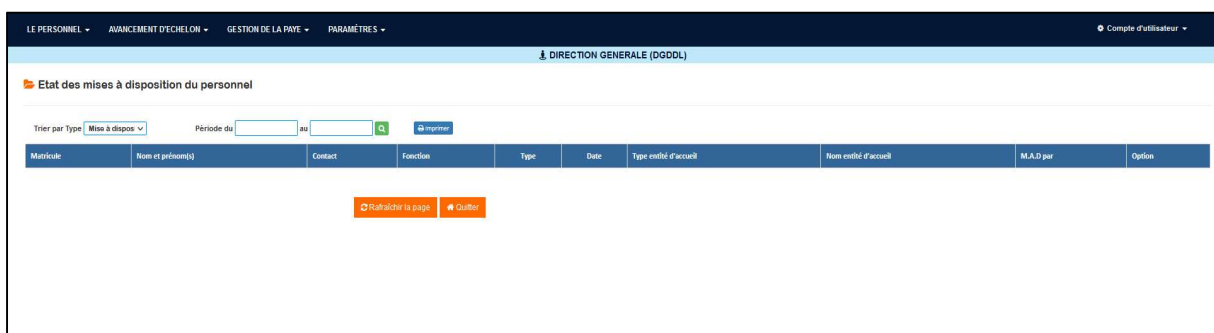 LE PERSONNEL AVANCEMENT D'ECHELON GESTION DE LA PAYE PARAMÈTRES Compte d'utilisateur
DIRECTION GENERALE (DGDDL)
Etat des mises à disposition du personnel
Trier par Type Mise à dispos Période du au imprimer
Matricule Nom et prénom(s) Contact Fonction Type Date Type entité d'accueil Nom entité d'accueil M.A.D par Option
Rafraîchir la page Quitter